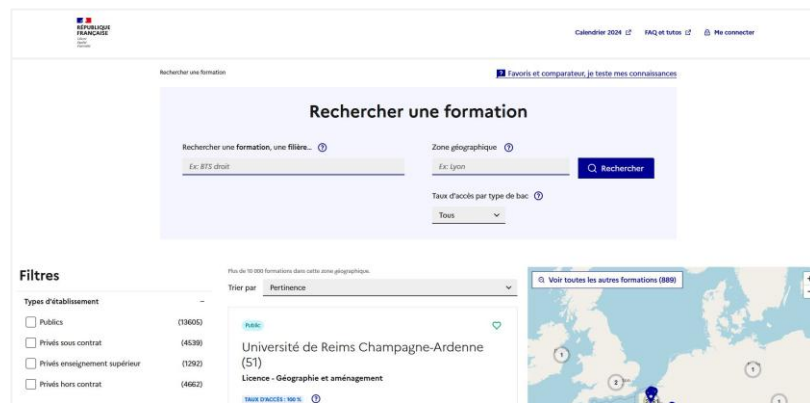 RÉPUBLIQUE
FRANÇAISE
Calendrier 2024
FAQ et tutos
Me connecter
Rechercher une formation
Favoris et comparateur, je teste mes connaissances
Rechercher une formation
Rechercher une formation, une filière...
Zone géographique
Ex: BTS droit
Ex: Lyon
Rechercher
Taux d'accès par type de bac
Tous
Filtres
Types d'établissement
Publics (13605)
Privés sous contrat (4539)
Privés enseignement supérieur (1292)
Privés hors contrat (4662)
Plus de 10 000 formations dans cette zone géographique.
Trier par Pertinence
Public
Université de Reims Champagne-Ardenne
(51)
Licence - Géographie et aménagement
TAUX D'ACCÈS : 100 %
Voir toutes les autres formations (889)
1
1
2
1